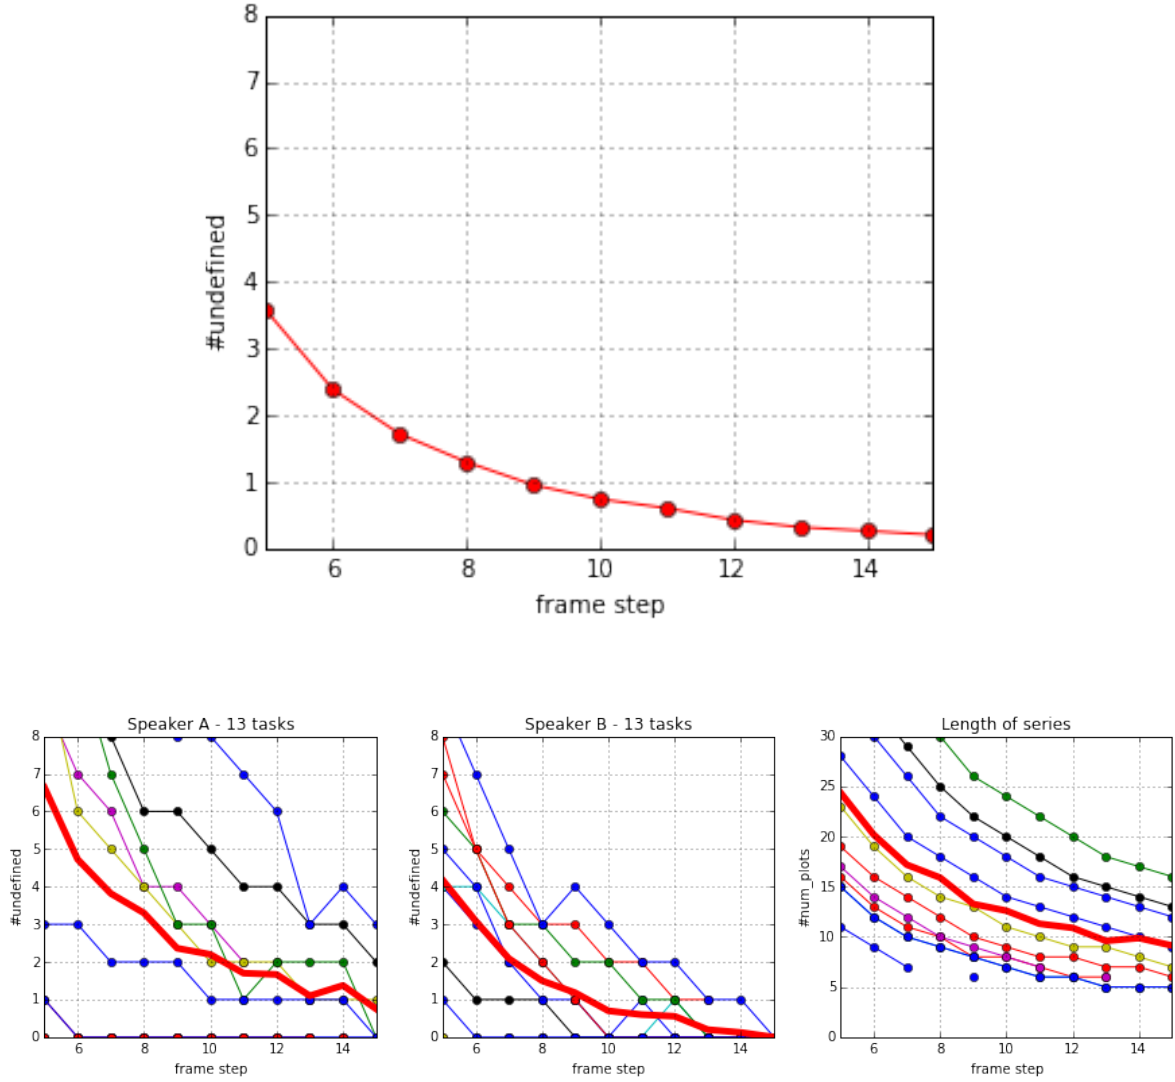 8
7
6
5
4
3
2
1
0
#undefined
6 8 10 12 14
frame step
Speaker A - 13 tasks
8
7
6
5
4
3
2
1
0
#undefined
6 8 10 12 14
frame step
Speaker B - 13 tasks
8
7
6
5
4
3
2
1
0
#undefined
6 8 10 12 14
frame step
Length of series
30
25
20
15
10
5
0
#num_plots
6 8 10 12 14
frame step